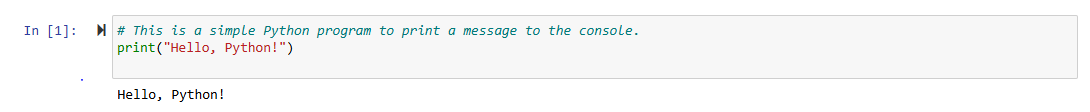 In [1]: # This is a simple Python program to print a message to the console.
print("Hello, Python!")
Hello, Python!